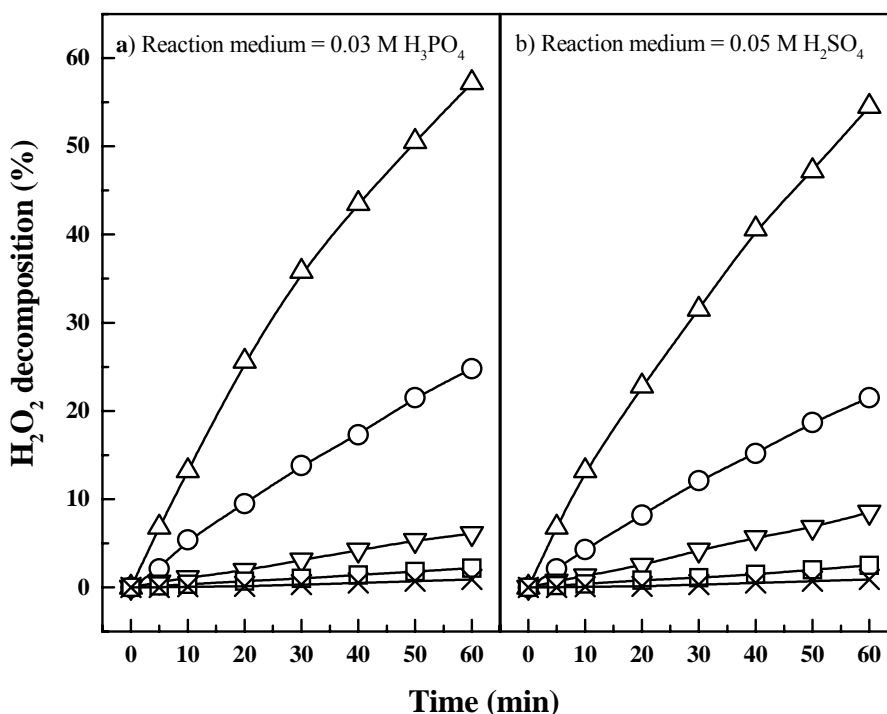 a) Reaction medium = 0.03 M H₃PO₄
b) Reaction medium = 0.05 M H₂SO₄
H₂O₂ decomposition (%)
60
50
40
30
20
10
0
0 10 20 30 40 50 60
0 10 20 30 40 50 60
Time (min)